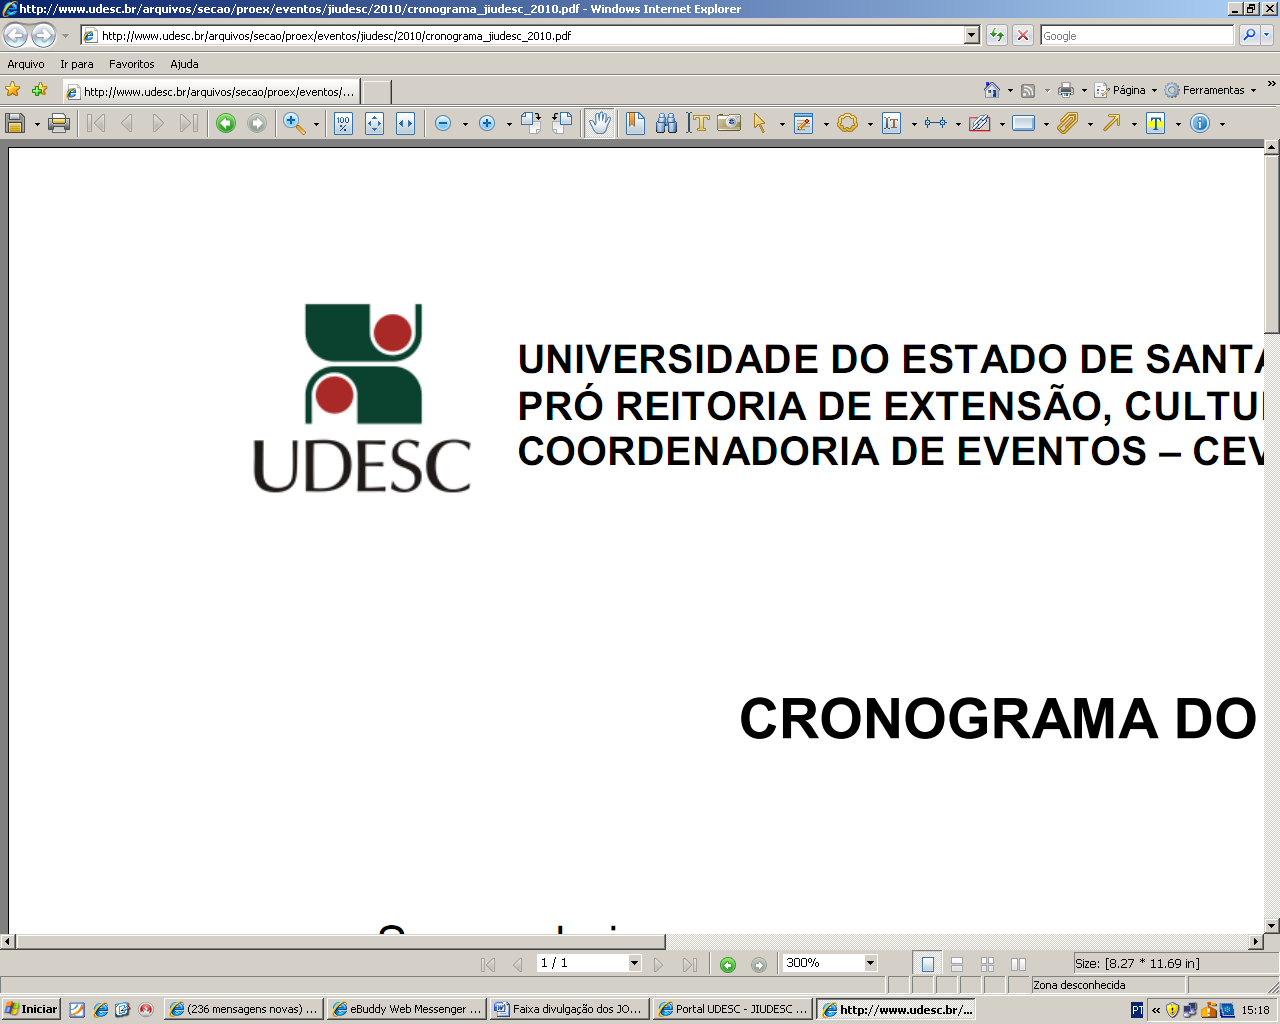 http://www.udesc.br/arquivos/secao/proex/eventos/jiudesc/2010/cronograma_jiudesc_2010.pdf - Windows Internet Explorer
http://www.udesc.br/arquivos/secao/proex/eventos/jiudesc/2010/cronograma_jiudesc_2010.pdf
Google
Arquivo Ir para Favoritos Ajuda
http://www.udesc.br/arquivos/secao/proex/eventos/...
Página Ferramentas
UDESC
UNIVERSIDADE DO ESTADO DE SANTA
PRÓ REITORIA DE EXTENSÃO, CULTU
COORDENADORIA DE EVENTOS – CEV
CRONOGRAMA DO
1 / 1
300%
Size: [8.27 * 11.69 in]
Zona desconhecida
Iniciar
(236 mensagens novas) ...
eBuddy Web Messenger ...
Faixa divulgação dos JO...
Portal UDESC - JIUDESC ...
http://www.udesc.br/...
PT
15:18